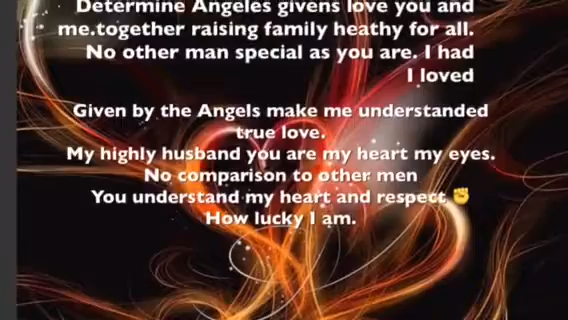 Determine Angeles givens love you and
me.together raising family heathy for all.
No other man special as you are. I had
I loved
Given by the Angels make me understanded
true love.
My highly husband you are my heart my eyes.
No comparison to other men
You understand my heart and respect ✊
How lucky I am.